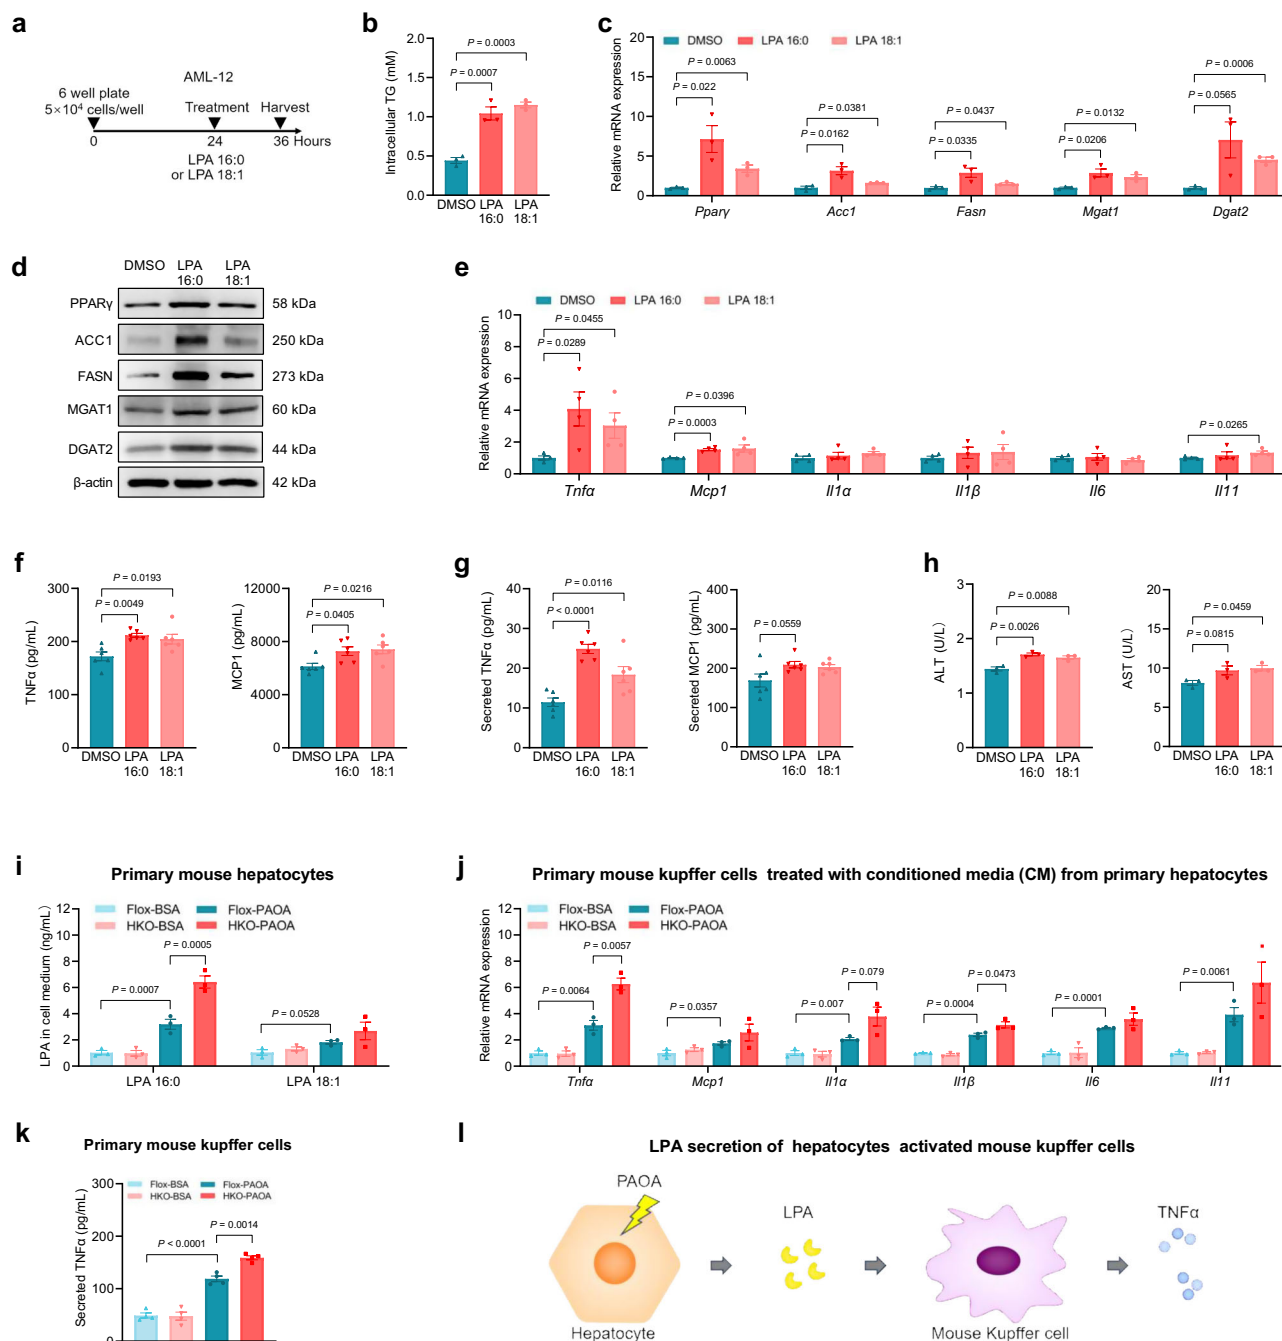 a
AML-12
6 well plate
5×10⁴ cells/well
Treatment
Harvest
0
24
36 Hours
LPA 16:0
or LPA 18:1
b
Intracellular TG (mM)
2.0
1.5
1.0
0.5
0.0
P = 0.0003
P = 0.0007
DMSO LPA 16:0 LPA 18:1
c
DMSO LPA 16:0 LPA 18:1
Relative mRNA expression
20
15
10
5
0
P = 0.0063
P = 0.022
P = 0.0381
P = 0.0162
P = 0.0437
P = 0.0335
P = 0.0132
P = 0.0206
P = 0.0006
P = 0.0565
Pparγ Acc1 Fasn Mgat1 Dgat2
d
DMSO LPA 16:0 LPA 18:1
PPARγ 58 kDa
ACC1 250 kDa
FASN 273 kDa
MGAT1 60 kDa
DGAT2 44 kDa
β-actin 42 kDa
e
DMSO LPA 16:0 LPA 18:1
Relative mRNA expression
10
8
6
4
2
0
P = 0.0455
P = 0.0289
P = 0.0396
P = 0.0003
P = 0.0265
Tnfα Mcp1 Il1α Il1β Il6 Il11
f
TNFα (pg/mL)
300
200
100
0
P = 0.0193
P = 0.0049
DMSO LPA 16:0 LPA 18:1
MCP1 (pg/mL)
12000
8000
4000
0
P = 0.0216
P = 0.0405
DMSO LPA 16:0 LPA 18:1
g
Secreted TNFα (pg/mL)
40
30
20
10
0
P = 0.0116
P < 0.0001
DMSO LPA 16:0 LPA 18:1
Secreted MCP1 (pg/mL)
400
300
200
100
0
P = 0.0559
DMSO LPA 16:0 LPA 18:1
h
ALT (U/L)
3
2
1
0
P = 0.0088
P = 0.0026
DMSO LPA 16:0 LPA 18:1
AST (U/L)
20
15
10
5
0
P = 0.0459
P = 0.0815
DMSO LPA 16:0 LPA 18:1
i
Primary mouse hepatocytes
Flox-BSA Flox-PAOA
HKO-BSA HKO-PAOA
LPA in cell medium (ng/mL)
12
10
8
6
4
2
0
P = 0.0005
P = 0.0007
P = 0.0528
LPA 16:0 LPA 18:1
j
Primary mouse kupffer cells treated with conditioned media (CM) from primary hepatocytes
Flox-BSA Flox-PAOA
HKO-BSA HKO-PAOA
Relative mRNA expression
12
10
8
6
4
2
0
P = 0.0057
P = 0.0064
P = 0.0357
P = 0.079
P = 0.007
P = 0.0473
P = 0.0004
P = 0.0001
P = 0.0061
Tnfα Mcp1 Il1α Il1β Il6 Il11
k
Primary mouse kupffer cells
Flox-BSA Flox-PAOA
HKO-BSA HKO-PAOA
Secreted TNFα (pg/mL)
300
200
100
0
P = 0.0014
P < 0.0001
l
LPA secretion of hepatocytes activated mouse kupffer cells
PAOA
LPA
TNFα
Hepatocyte
Mouse Kupffer cell